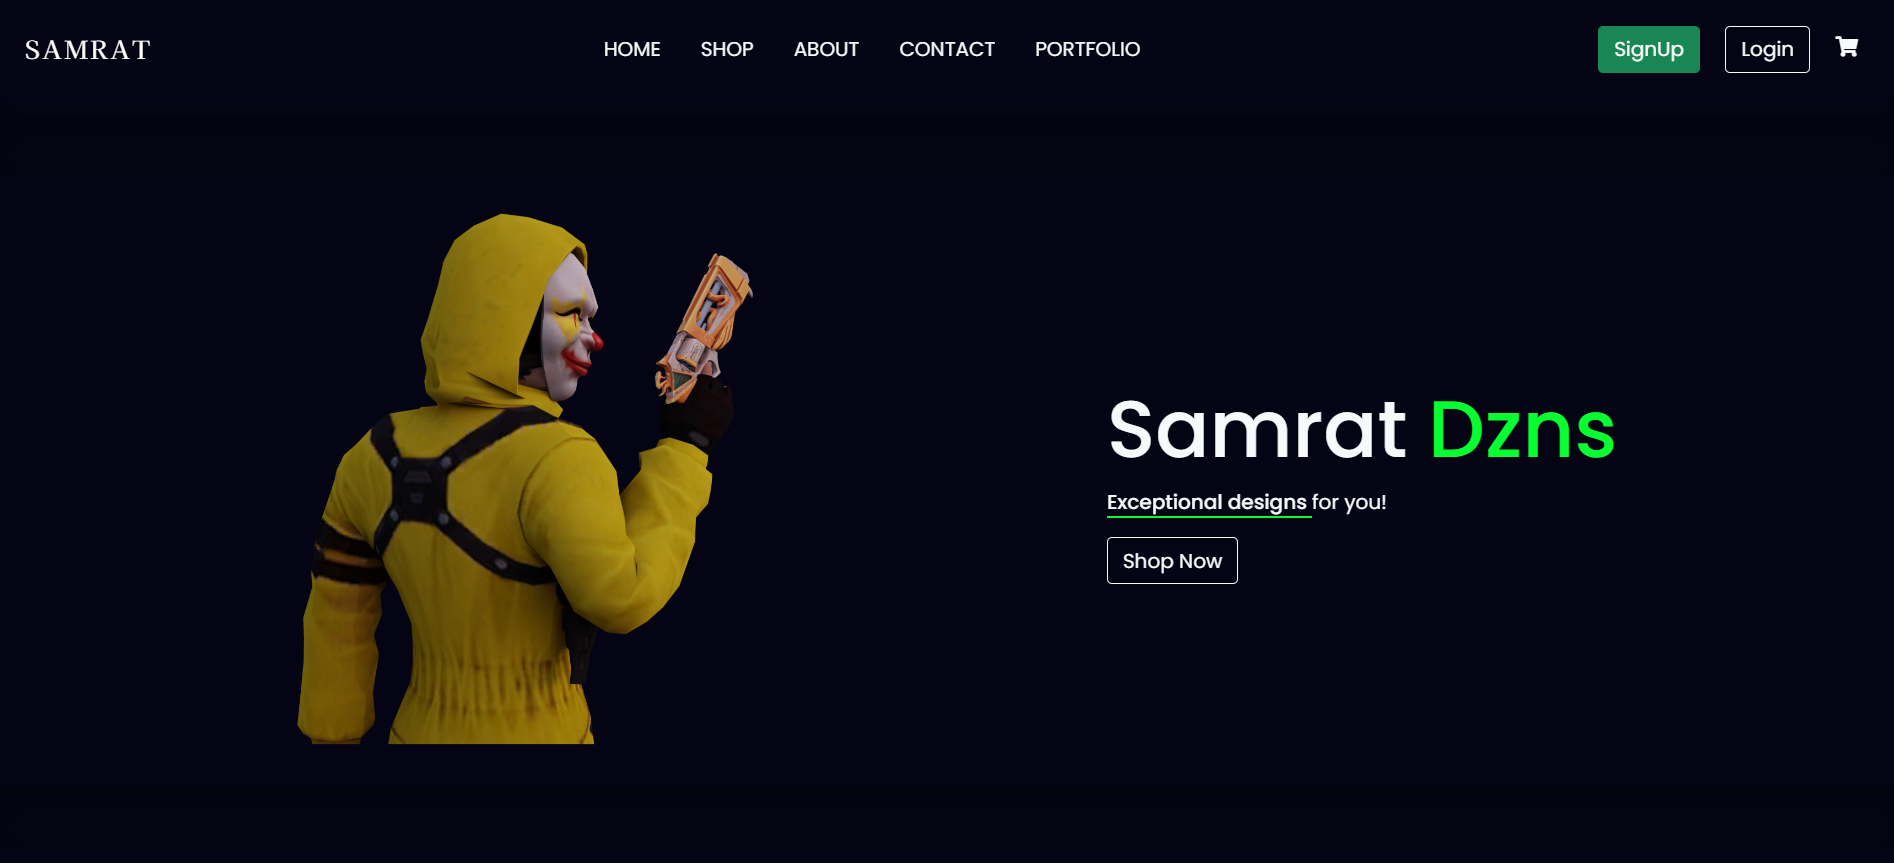 SAMRAT
HOME SHOP ABOUT CONTACT PORTFOLIO
SignUp Login
Samrat Dzns
Exceptional designs for you!
Shop Now